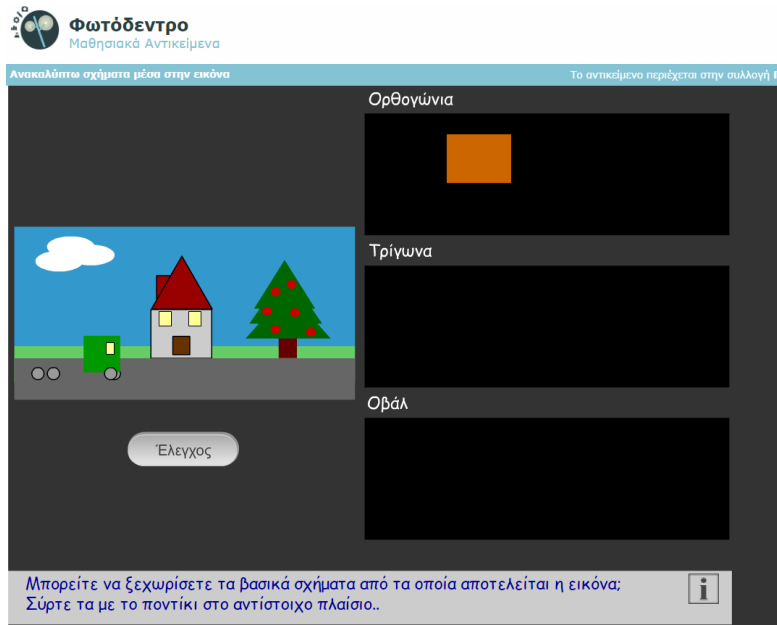 Φωτόδεντρο
Μαθησιακά Αντικείμενα
Ανακαλύπτω σχήματα μέσα στην εικόνα
Το αντικείμενο περιέχεται στην συλλογή
Ορθογώνια
Τρίγωνα
Οβάλ
Έλεγχος
Μπορείτε να ξεχωρίσετε τα βασικά σχήματα από τα οποία αποτελείται η εικόνα;
Σύρτε τα με το ποντίκι στο αντίστοιχο πλαίσιο..
i